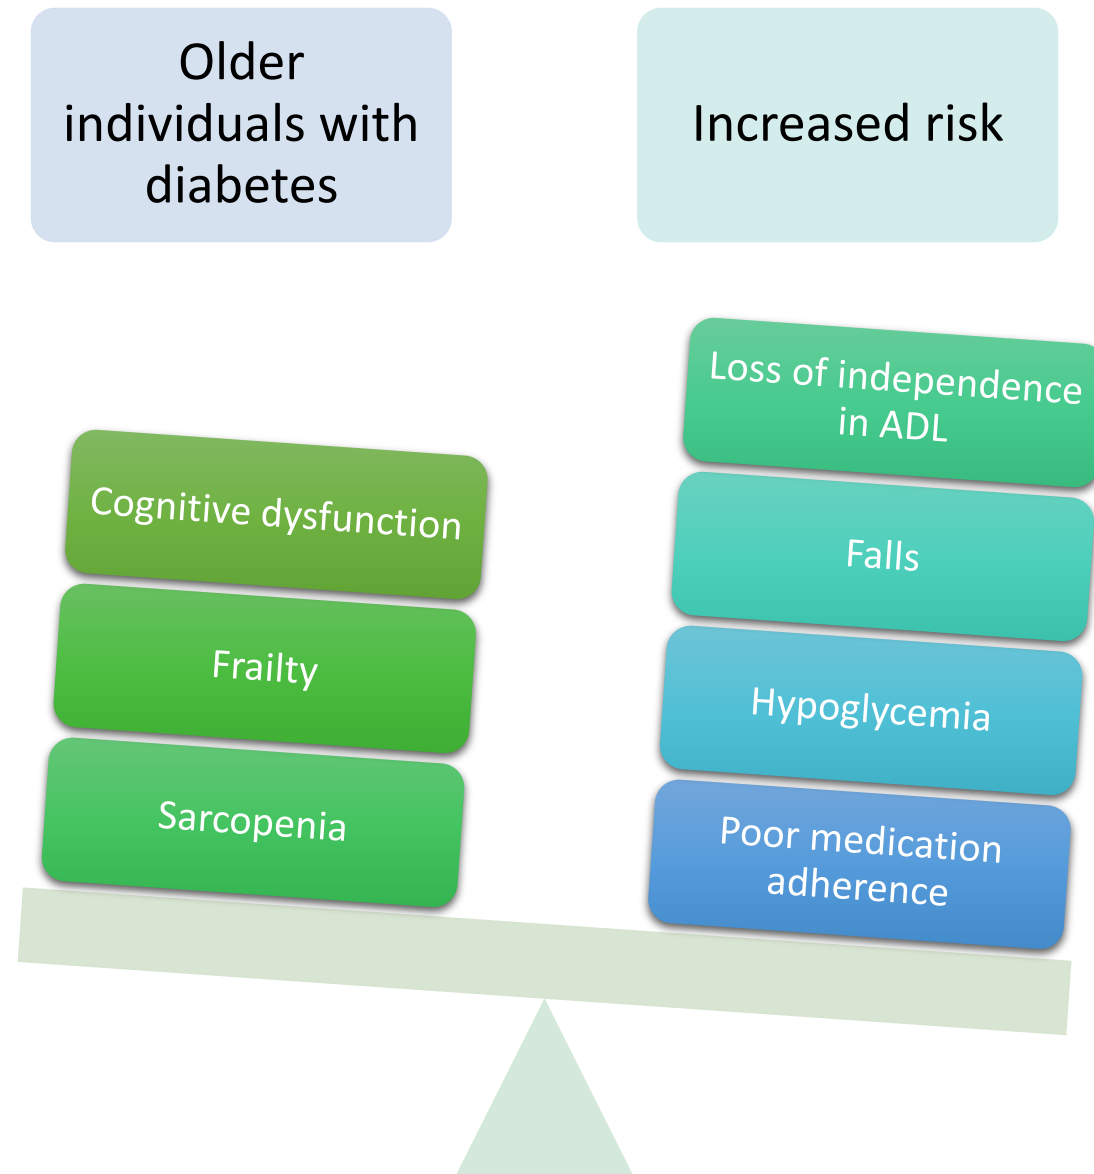 Older
individuals with
diabetes
Increased risk
Cognitive dysfunction
Frailty
Sarcopenia
Loss of independence
in ADL
Falls
Hypoglycemia
Poor medication
adherence